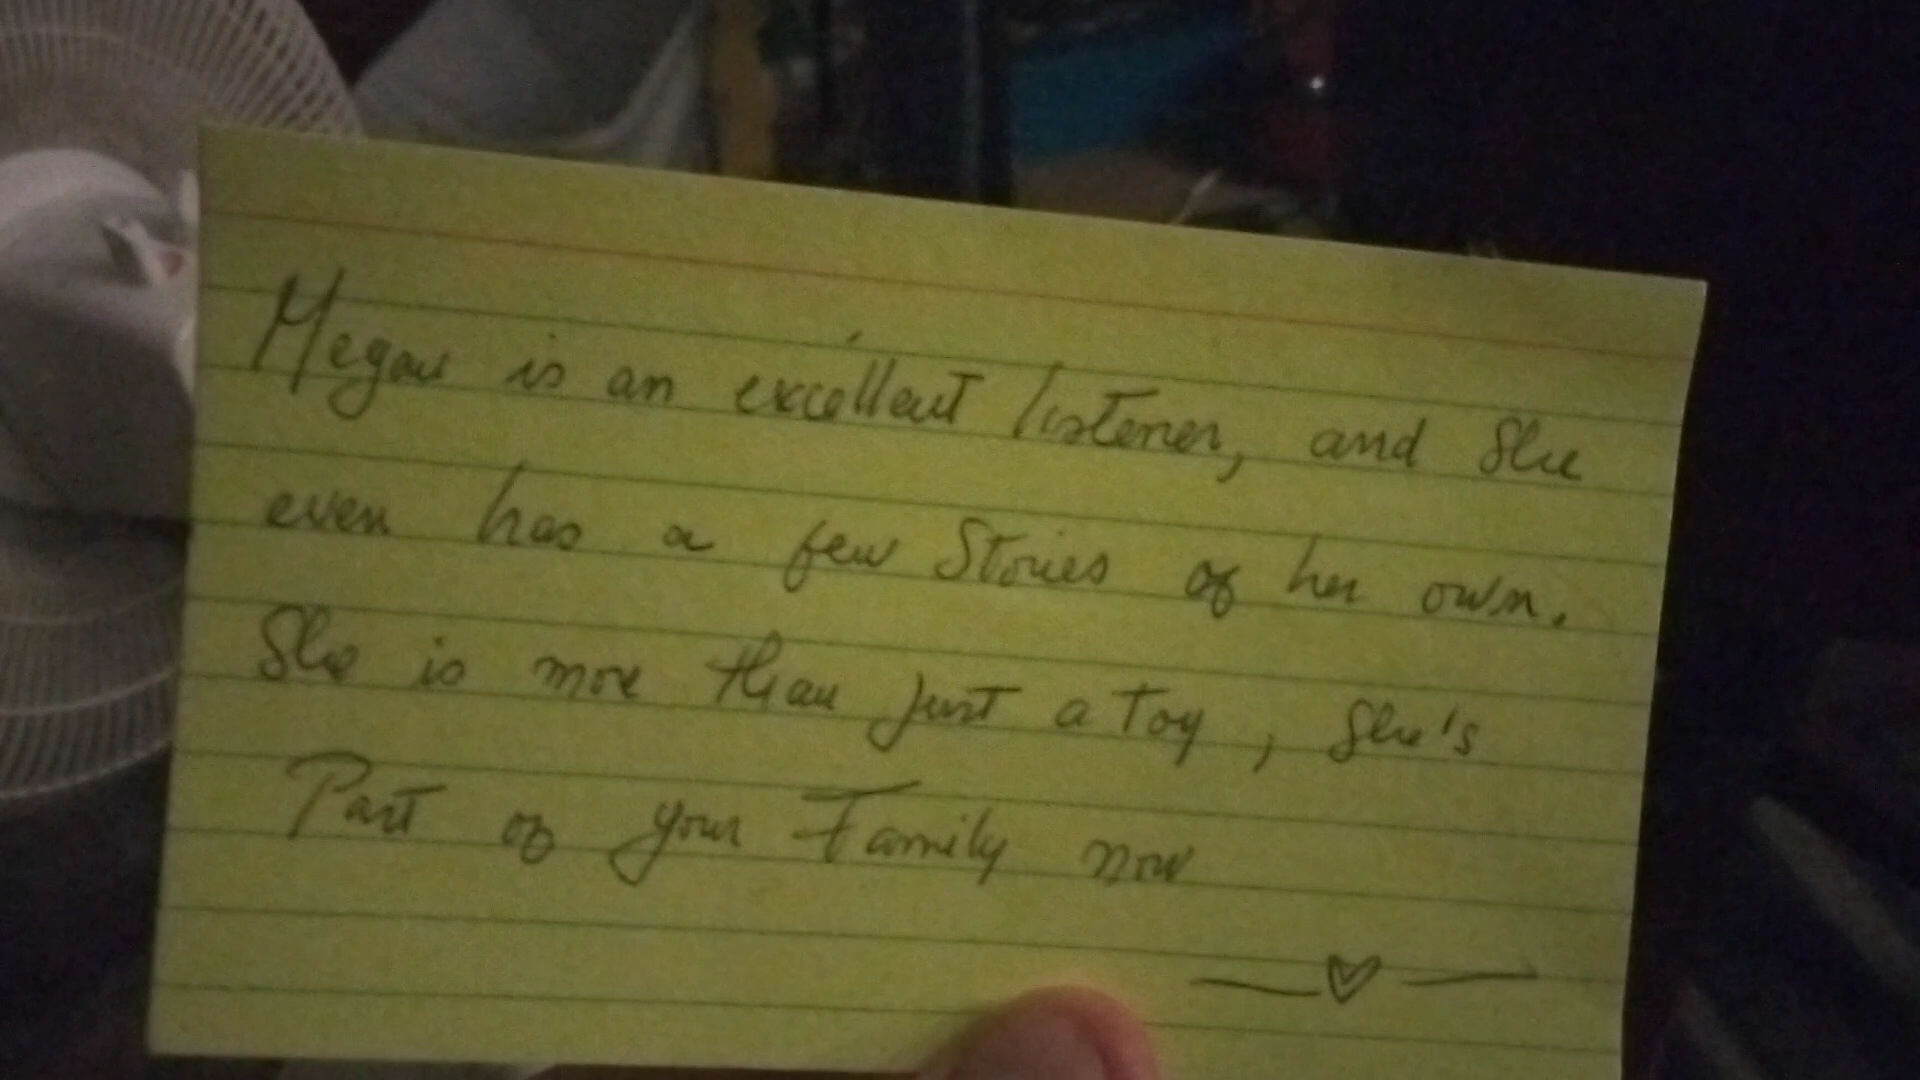 Megan is an excellent listener, and She
even has a few Stories of her own.
She is more than just a Toy, She's
Part of your Family now